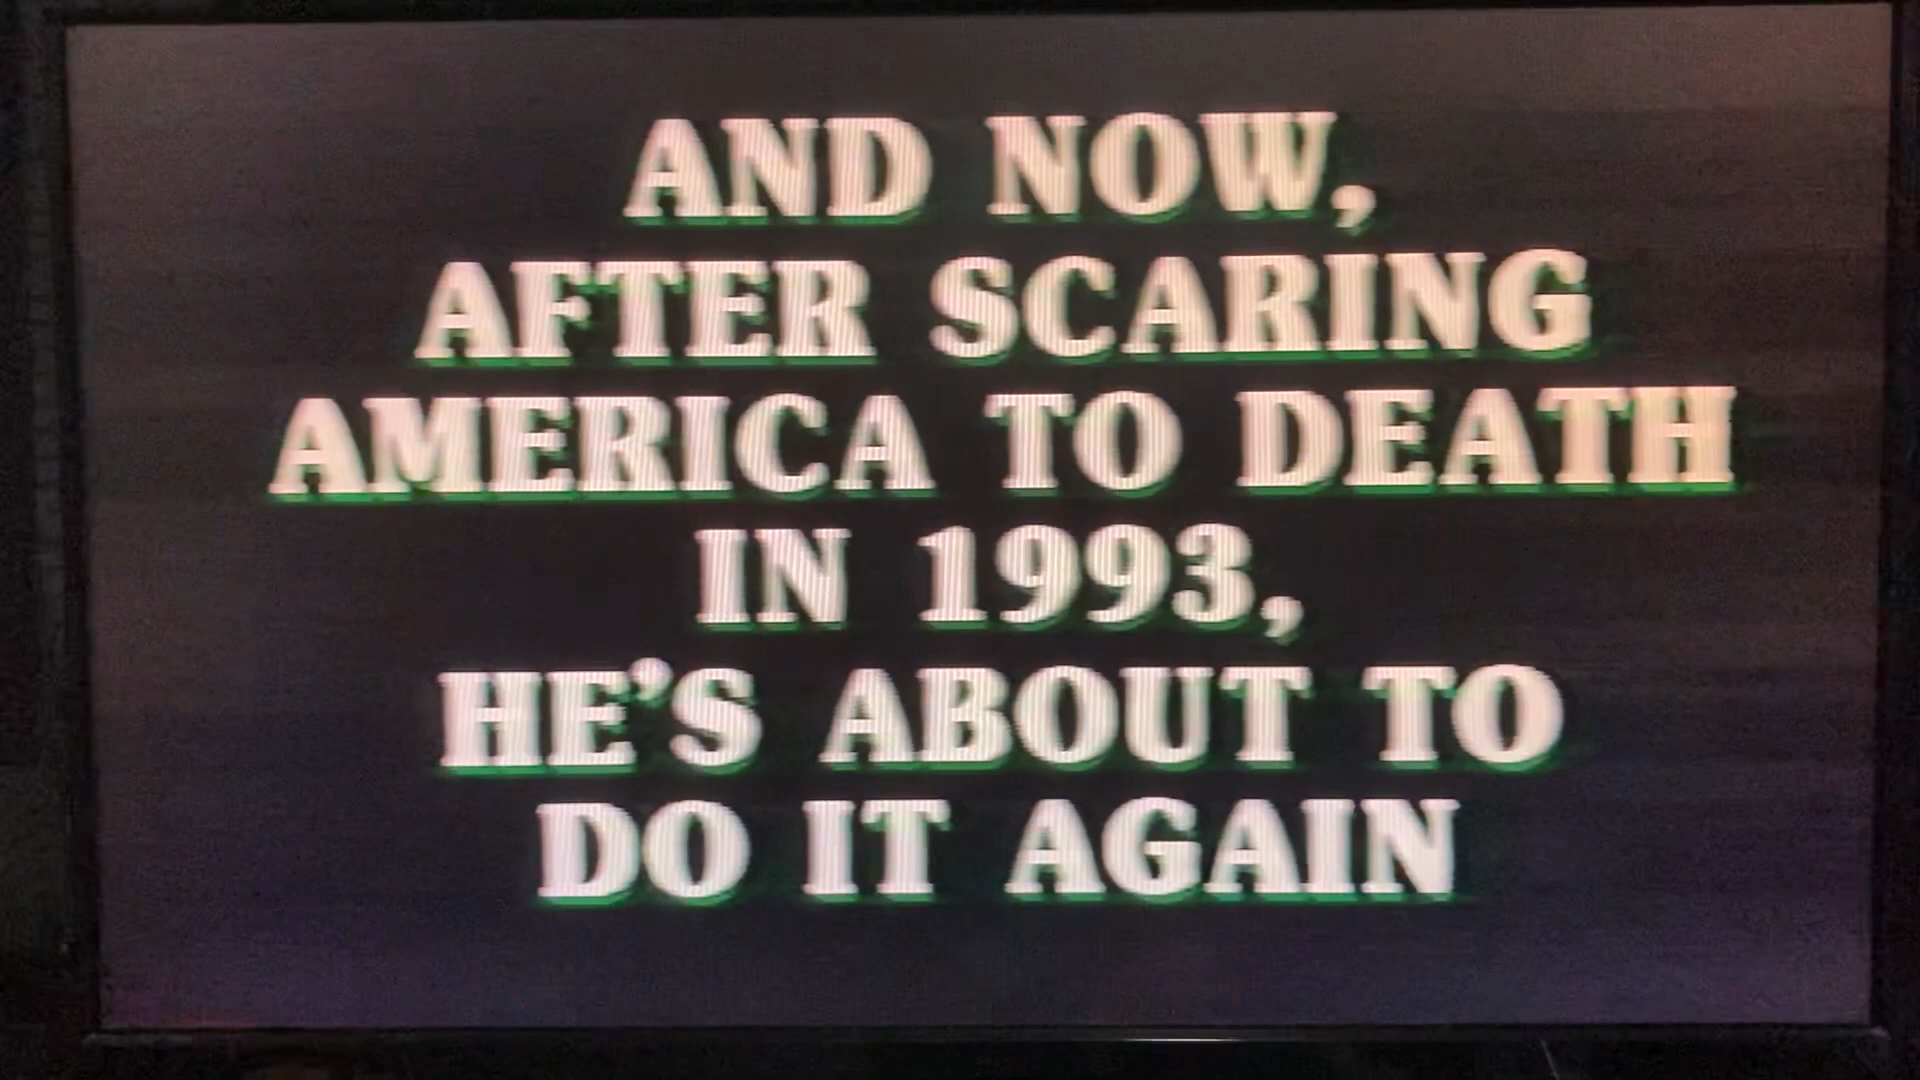 AND NOW,
AFTER SCARING
AMERICA TO DEATH
IN 1993,
HE'S ABOUT TO
DO IT AGAIN